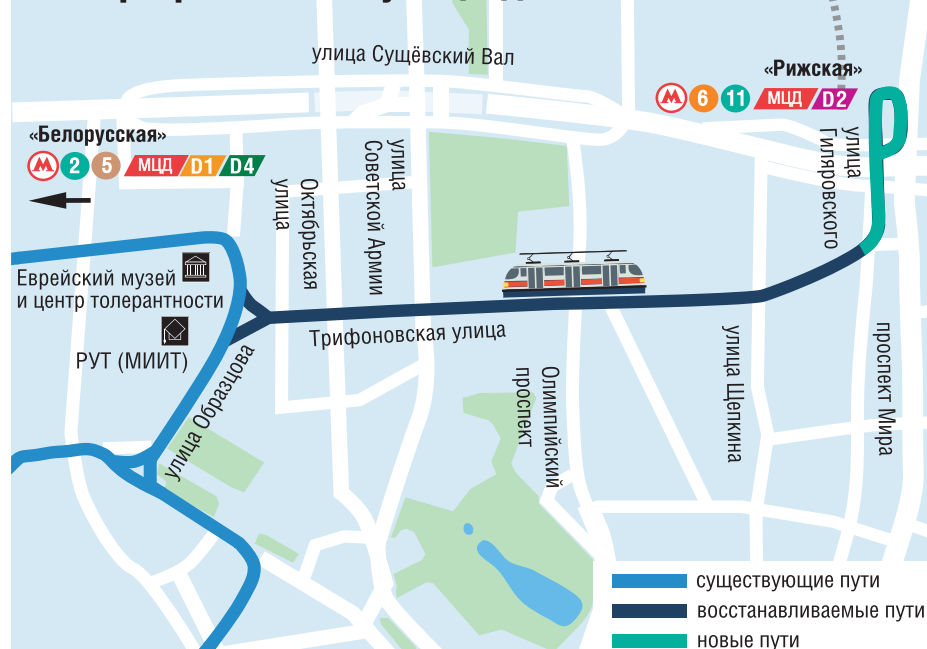 улица Сущёвский Вал
«Рижская»
М 6 11 МЦД D2
«Белорусская»
М 2 5 МЦД D1 D4
улица
Гиляровского
улица
Советской Армии
Октябрьская
улица
Еврейский музей
и центр толерантности
РУТ (МИИТ)
Трифоновская улица
улица Образцова
Олимпийский
проспект
улица Щепкина
проспект Мира
существующие пути
восстанавливаемые пути
новые пути